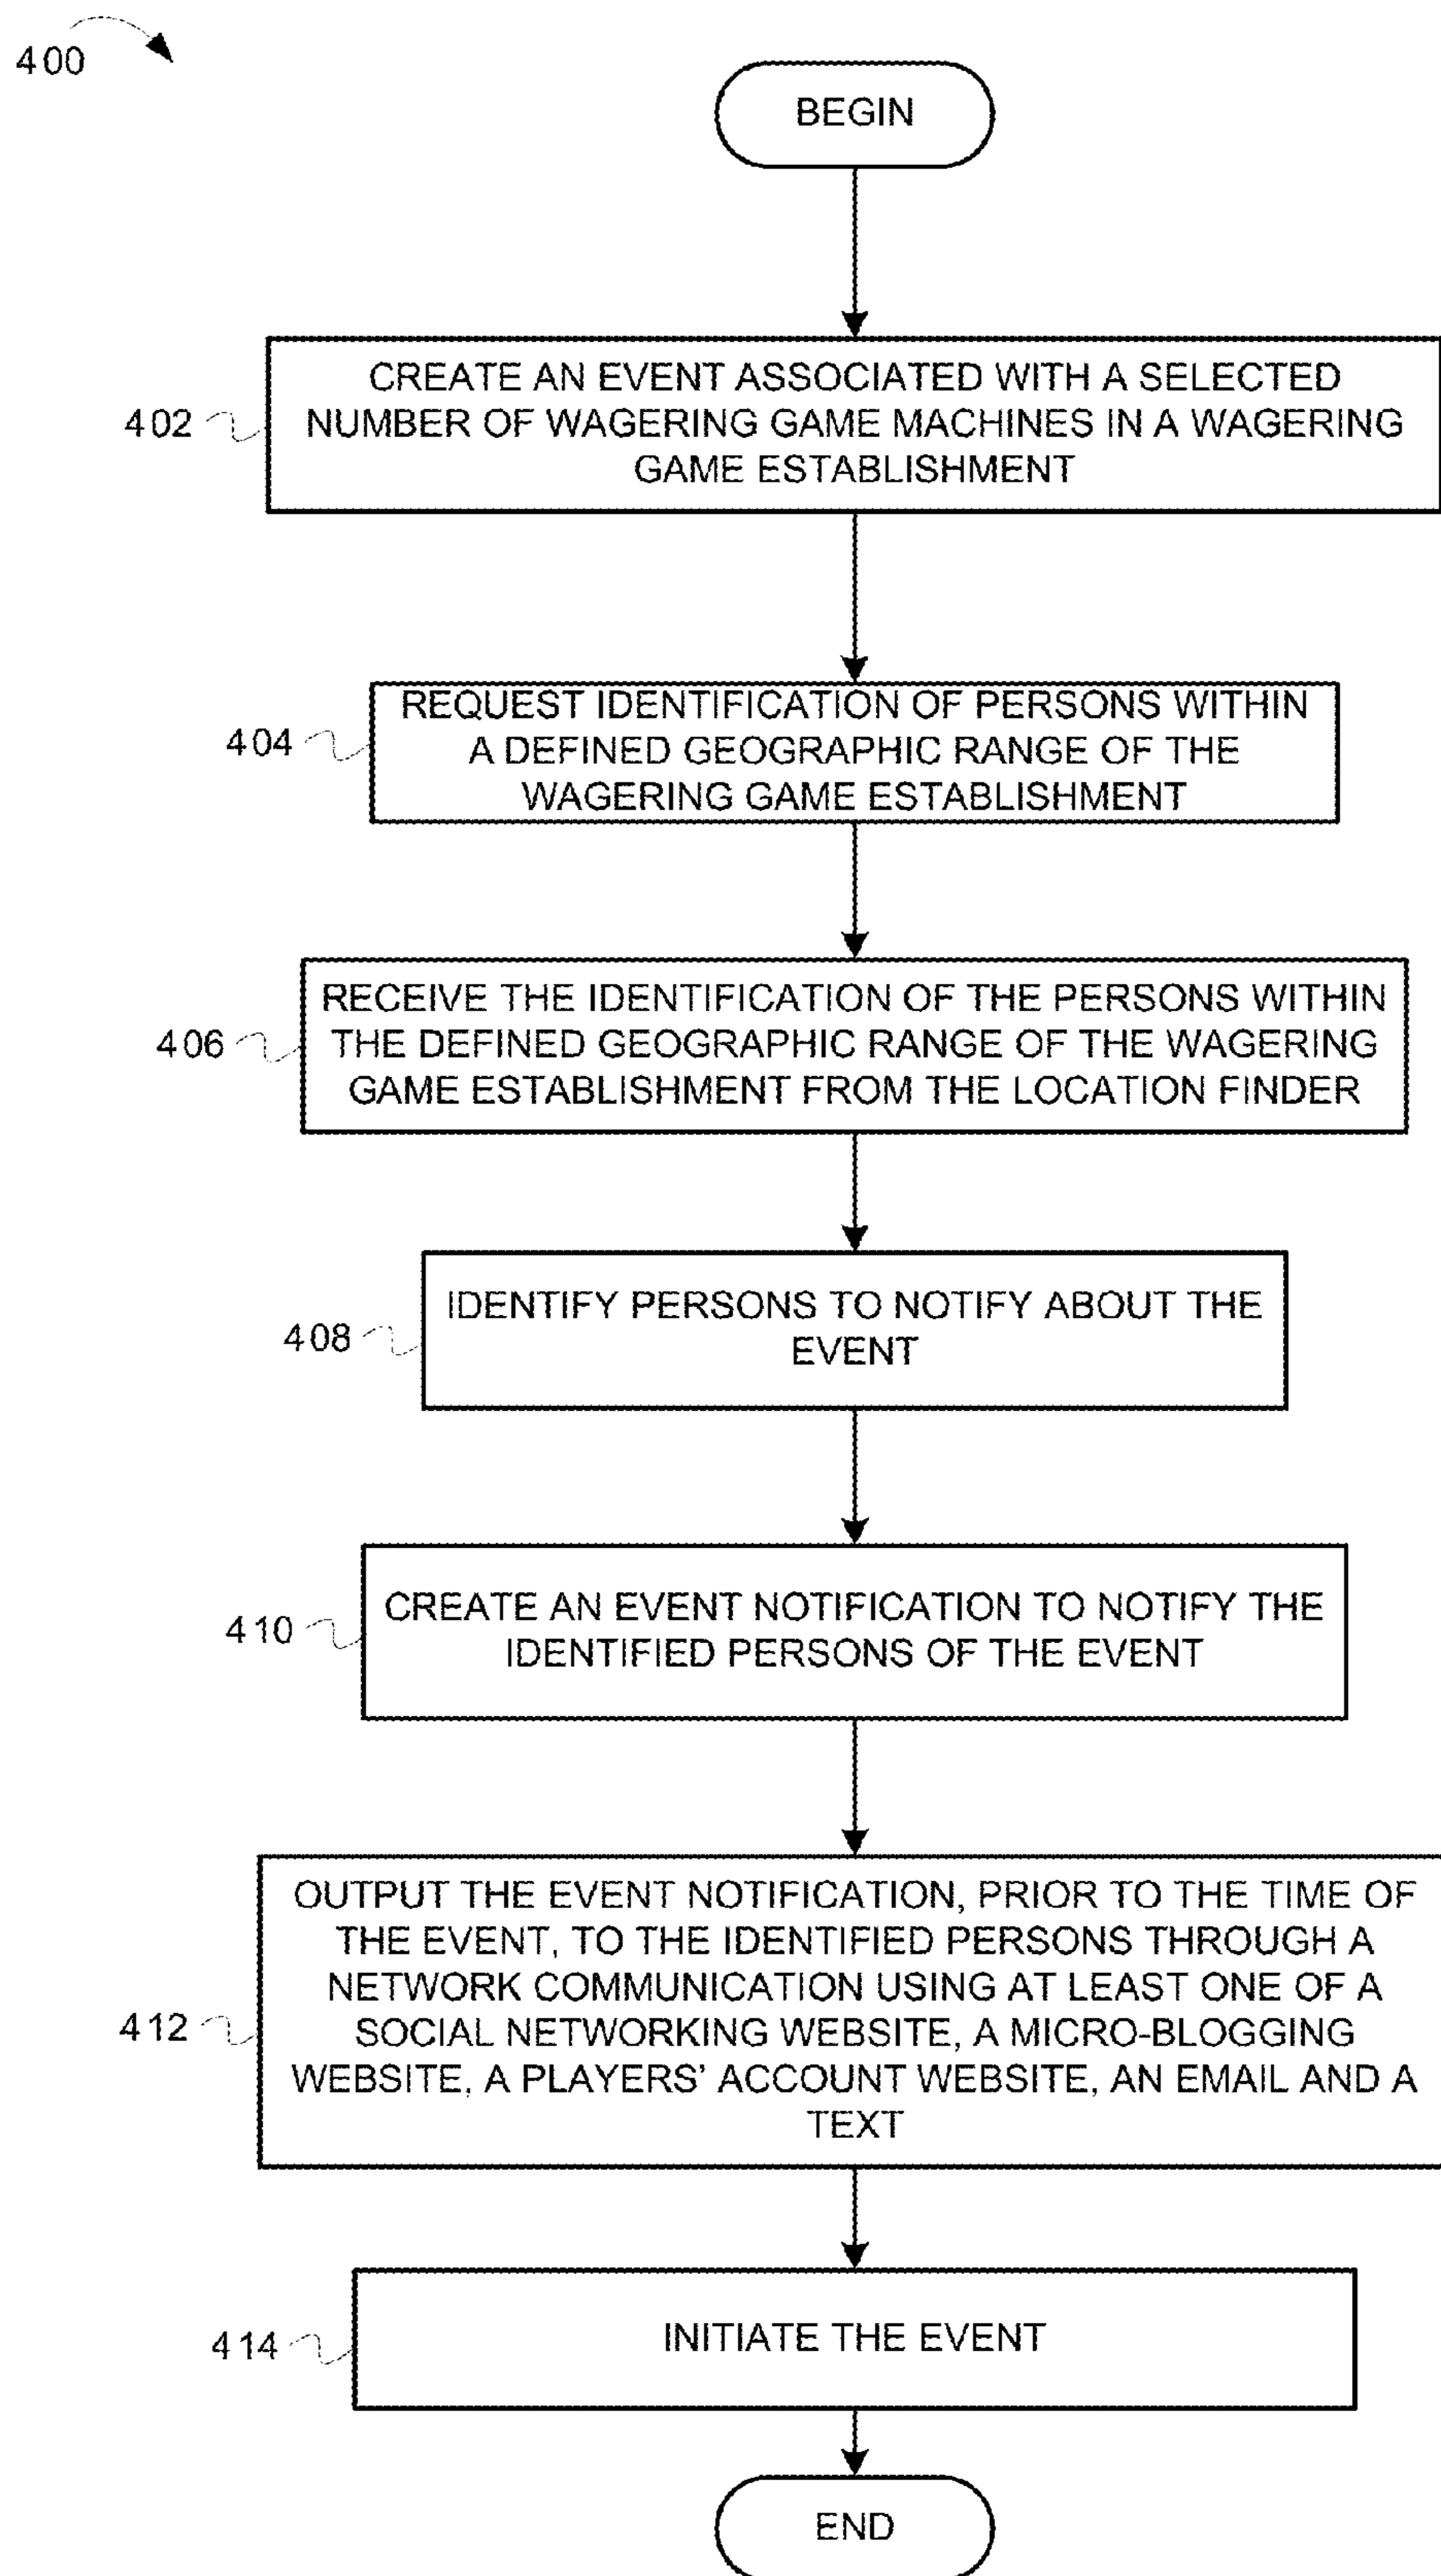 400
BEGIN
CREATE AN EVENT ASSOCIATED WITH A SELECTED
NUMBER OF WAGERING GAME MACHINES IN A WAGERING
GAME ESTABLISHMENT
402
REQUEST IDENTIFICATION OF PERSONS WITHIN
A DEFINED GEOGRAPHIC RANGE OF THE
WAGERING GAME ESTABLISHMENT
404
RECEIVE THE IDENTIFICATION OF THE PERSONS WITHIN
THE DEFINED GEOGRAPHIC RANGE OF THE WAGERING
GAME ESTABLISHMENT FROM THE LOCATION FINDER
406
IDENTIFY PERSONS TO NOTIFY ABOUT THE
EVENT
408
CREATE AN EVENT NOTIFICATION TO NOTIFY THE
IDENTIFIED PERSONS OF THE EVENT
410
OUTPUT THE EVENT NOTIFICATION, PRIOR TO THE TIME OF
THE EVENT, TO THE IDENTIFIED PERSONS THROUGH A
NETWORK COMMUNICATION USING AT LEAST ONE OF A
SOCIAL NETWORKING WEBSITE, A MICRO-BLOGGING
WEBSITE, A PLAYERS’ ACCOUNT WEBSITE, AN EMAIL AND A
TEXT
412
INITIATE THE EVENT
414
END